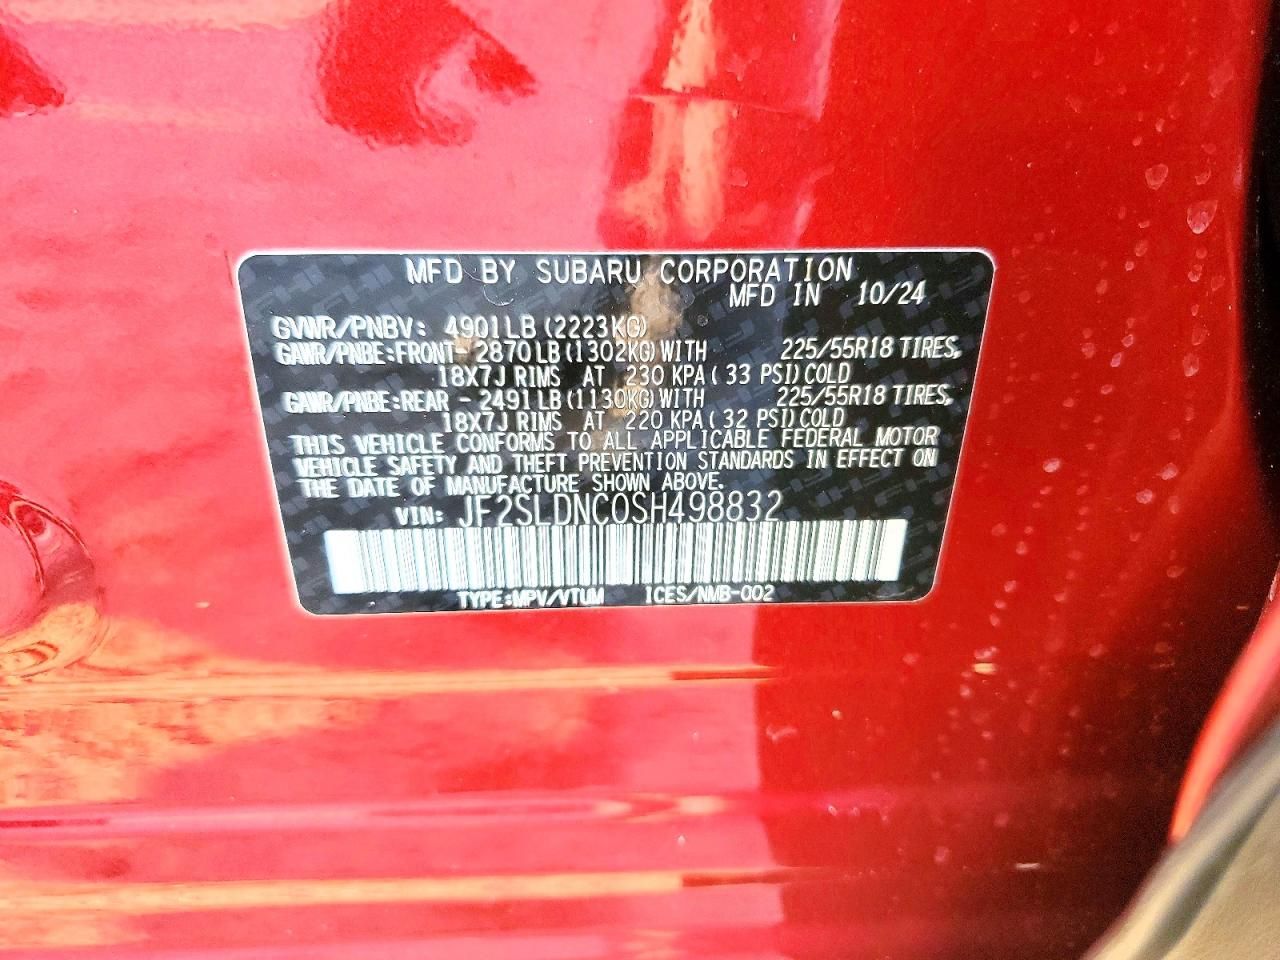 MFD BY SUBARU CORPORATION
MFD IN 10/24
GVWR/PNBV: 4901LB (2223KG)
GAWR/PNBE:FRONT- 2870LB(1302KG)WITH 225/55R18 TIRES,
18X7J RIMS AT 230 KPA( 33 PSI)COLD
GAWR/PNBE:REAR - 2491LB(1130KG)WITH 225/55R18 TIRES,
18X7J RIMS AT 220 KPA( 32 PSI)COLD
THIS VEHICLE CONFORMS TO ALL APPLICABLE FEDERAL MOTOR
VEHICLE SAFETY AND THEFT PREVENTION STANDARDS IN EFFECT ON
THE DATE OF MANUFACTURE SHOWN ABOVE.
VIN: JF2SLDNC0SH498832
TYPE:MPV/VTUM ICES/NMB-002